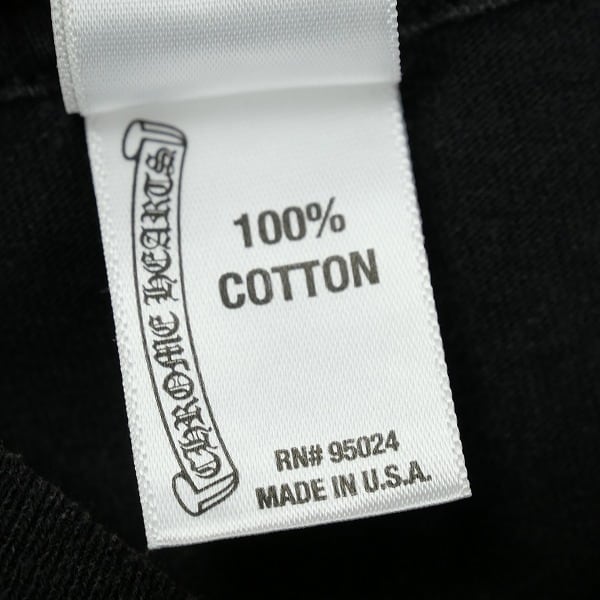 CHROME HEARTS
100%
COTTON
RN# 95024
MADE IN U.S.A.